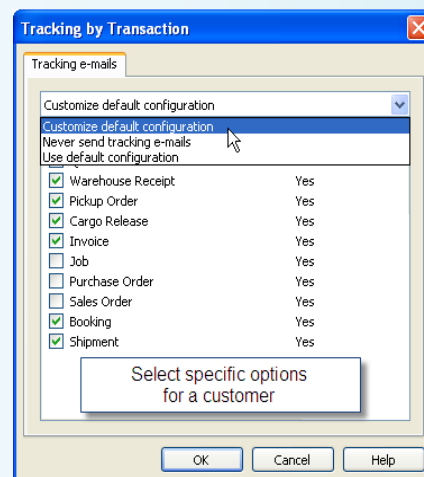 Tracking by Transaction
Tracking e-mails
Customize default configuration
Customize default configuration
Never send tracking e-mails
Use default configuration
Warehouse Receipt Yes
Pickup Order Yes
Cargo Release Yes
Invoice Yes
Job Yes
Purchase Order Yes
Sales Order Yes
Booking Yes
Shipment Yes
Select specific options
for a customer
OK Cancel Help